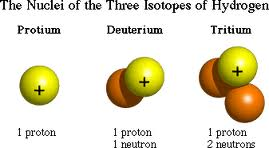 The Nuclei of the Three Isotopes of Hydrogen
Protium Deuterium Tritium
+ + +
1 proton 1 proton 1 proton
1 neutron 2 neutrons